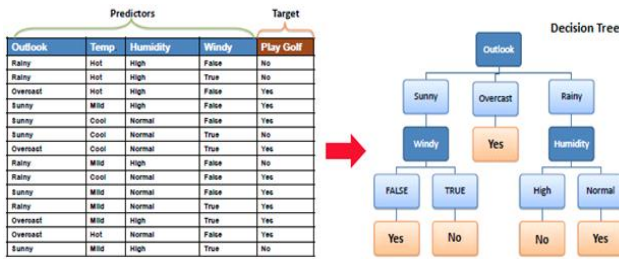 Predictors Target
Outlook Temp Humidity Windy Play Golf
Rainy Hot High False No
Rainy Hot High True No
Overcast Hot High False Yes
Sunny Mild High False Yes
Sunny Cool Normal False Yes
Sunny Cool Normal True No
Overcast Cool Normal True Yes
Rainy Mild High False No
Rainy Cool Normal False Yes
Sunny Mild Normal False Yes
Rainy Mild Normal True Yes
Overcast Mild High True Yes
Overcast Hot Normal False Yes
Sunny Mild High True No
Decision Tree
Outlook
Sunny Overcast Rainy
Windy Yes Humidity
FALSE TRUE High Normal
Yes No No Yes